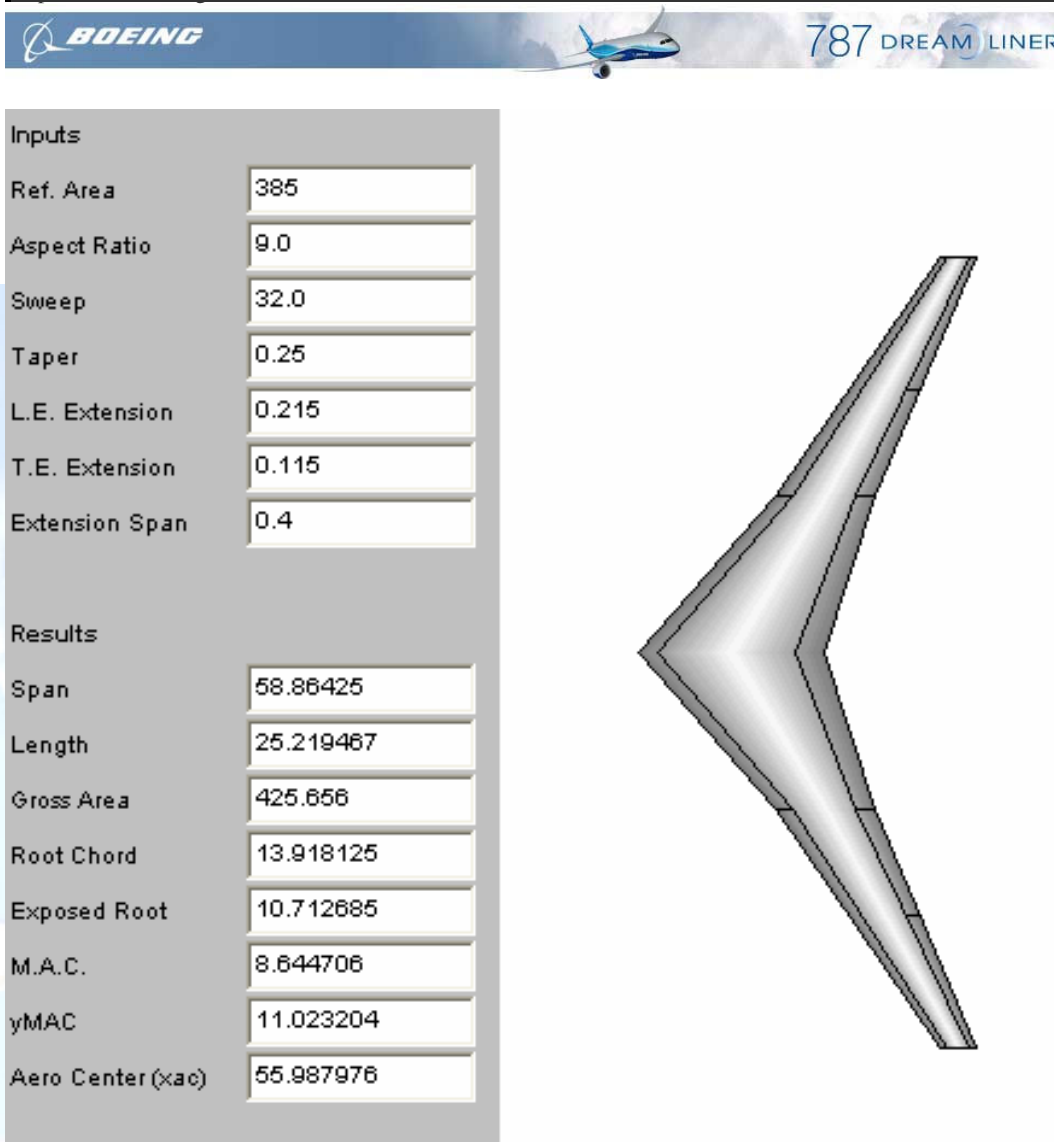 BOEING
787 DREAMLINER
Inputs
Ref. Area 385
Aspect Ratio 9.0
Sweep 32.0
Taper 0.25
L.E. Extension 0.215
T.E. Extension 0.115
Extension Span 0.4
Results
Span 58.86425
Length 25.219467
Gross Area 425.656
Root Chord 13.918125
Exposed Root 10.712685
M.A.C. 8.644706
yMAC 11.023204
Aero Center (xac) 55.987976